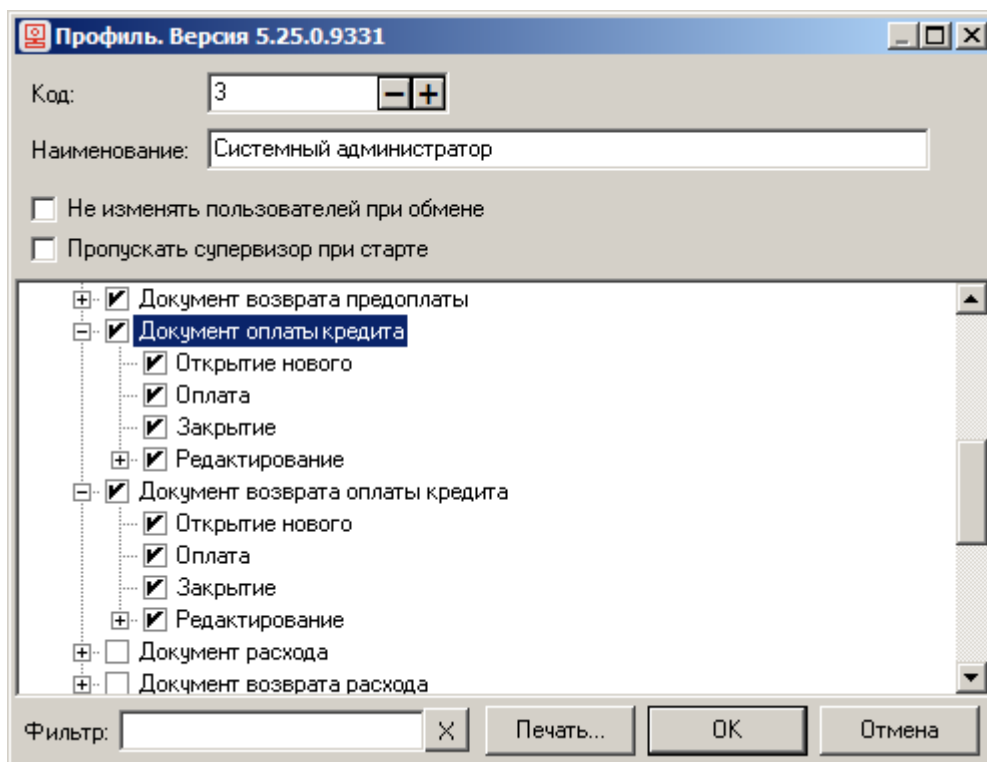 Профиль. Версия 5.25.0.9331
Код: 3
Наименование: Системный администратор
Не изменять пользователей при обмене
Пропускать супервизор при старте
Документ возврата предоплаты
Документ оплаты кредита
Открытие нового
Оплата
Закрытие
Редактирование
Документ возврата оплаты кредита
Открытие нового
Оплата
Закрытие
Редактирование
Документ расхода
Документ возврата расхода
Фильтр: X Печать... OK Отмена